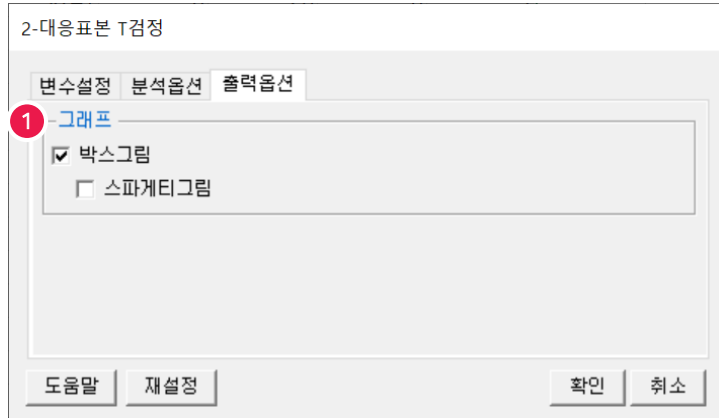 2-대응표본 T검정
변수설정 분석옵션 출력옵션
1 그래프
박스그림
스파게티그림
도움말 재설정 확인 취소